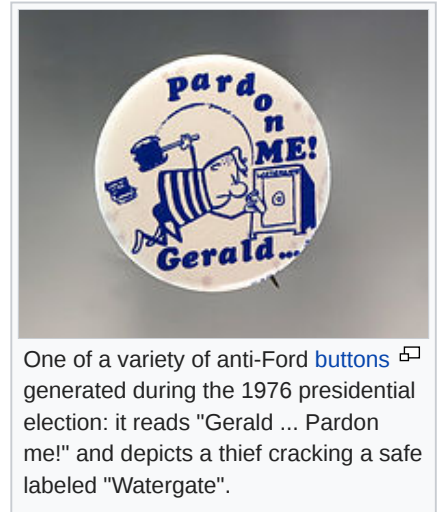 Pardon
ME!
WATERGATE
Gerald...
One of a variety of anti-Ford buttons
generated during the 1976 presidential
election: it reads "Gerald ... Pardon
me!" and depicts a thief cracking a safe
labeled "Watergate".